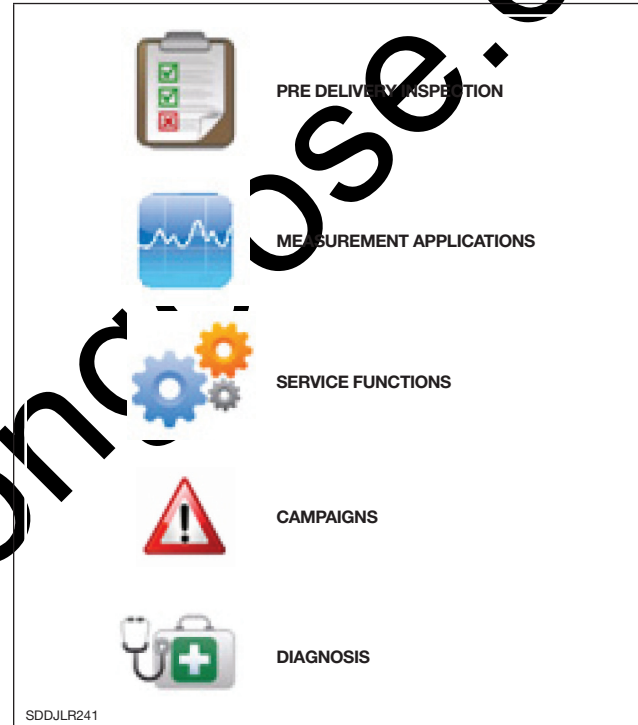 PRE DELIVERY INSPECTION
MEASUREMENT APPLICATIONS
SERVICE FUNCTIONS
CAMPAIGNS
DIAGNOSIS
SDDJLR241